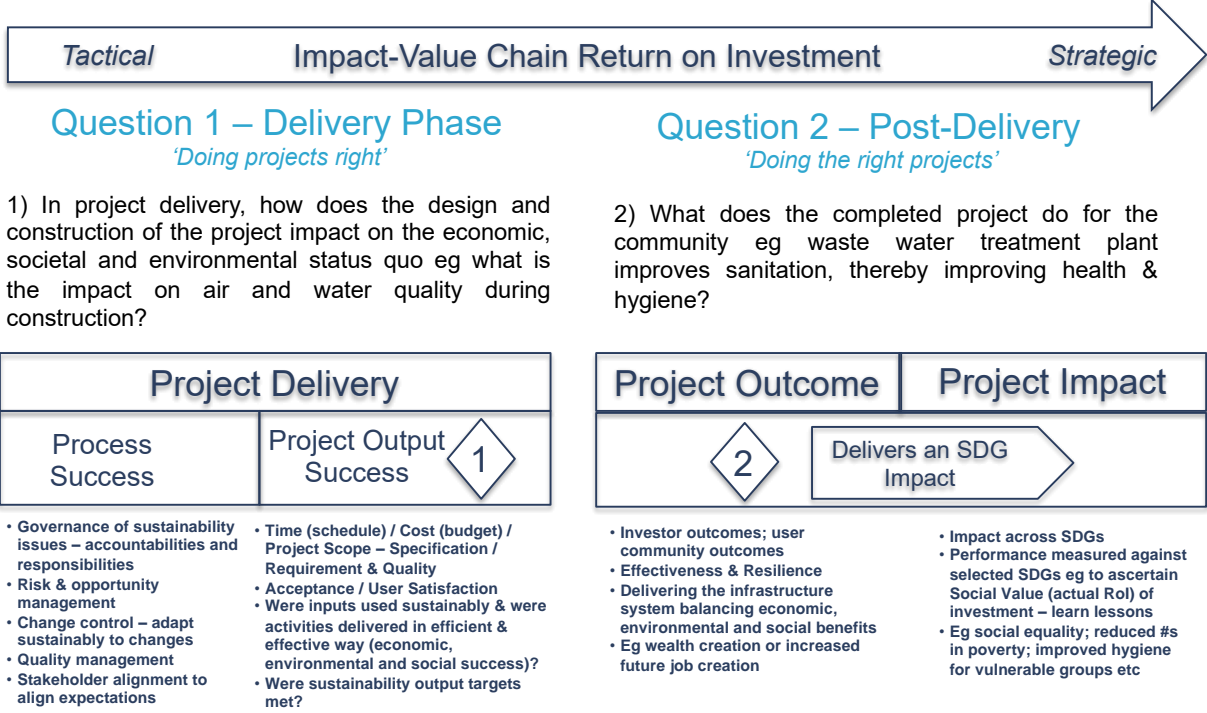 Tactical
Impact-Value Chain Return on Investment
Strategic
Question 1 – Delivery Phase
'Doing projects right'
1) In project delivery, how does the design and
construction of the project impact on the economic,
societal and environmental status quo eg what is
the impact on air and water quality during
construction?
Question 2 – Post-Delivery
'Doing the right projects'
2) What does the completed project do for the
community eg waste water treatment plant
improves sanitation, thereby improving health &
hygiene?
Project Delivery
Process
Success
Project Output
Success
1
• Governance of sustainability
issues – accountabilities and
responsibilities
• Risk & opportunity
management
• Change control – adapt
sustainably to changes
• Quality management
• Stakeholder alignment to
align expectations
• Time (schedule) / Cost (budget) /
Project Scope – Specification /
Requirement & Quality
• Acceptance / User Satisfaction
• Were inputs used sustainably & were
activities delivered in efficient &
effective way (economic,
environmental and social success)?
• Were sustainability output targets
met?
Project Outcome
Project Impact
2
Delivers an SDG
Impact
• Investor outcomes; user
community outcomes
• Effectiveness & Resilience
• Delivering the infrastructure
system balancing economic,
environmental and social benefits
• Eg wealth creation or increased
future job creation
• Impact across SDGs
• Performance measured against
selected SDGs eg to ascertain
Social Value (actual RoI) of
investment – learn lessons
• Eg social equality; reduced #s
in poverty; improved hygiene
for vulnerable groups etc